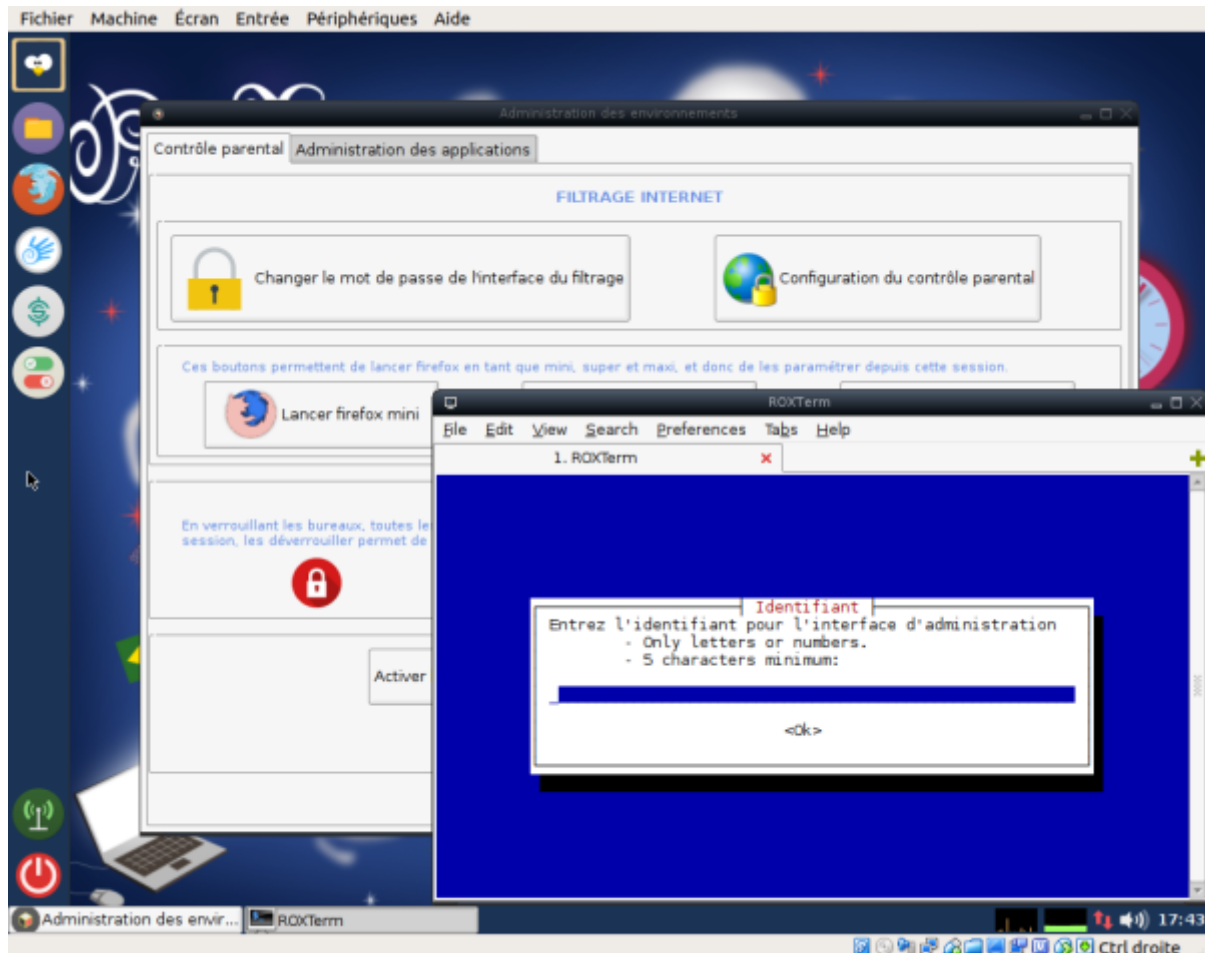 Fichier Machine Écran Entrée Périphériques Aide
Administration des environnements
Contrôle parental Administration des applications
FILTRAGE INTERNET
Changer le mot de passe de l'interface du filtrage
Configuration du contrôle parental
Ces boutons permettent de lancer firefox en tant que mini, super et maxi, et donc de les paramétrer depuis cette session.
Lancer firefox mini
ROXTerm
File Edit View Search Preferences Tabs Help
1. ROXTerm
En verrouillant les bureaux, toutes les
session, les déverrouiller permet de
Identifiant
Entrez l'identifiant pour l'interface d'administration
- Only letters or numbers.
- 5 characters minimum:
<Ok>
Activer
Administration des envir... ROXTerm 17:43
Ctrl droite